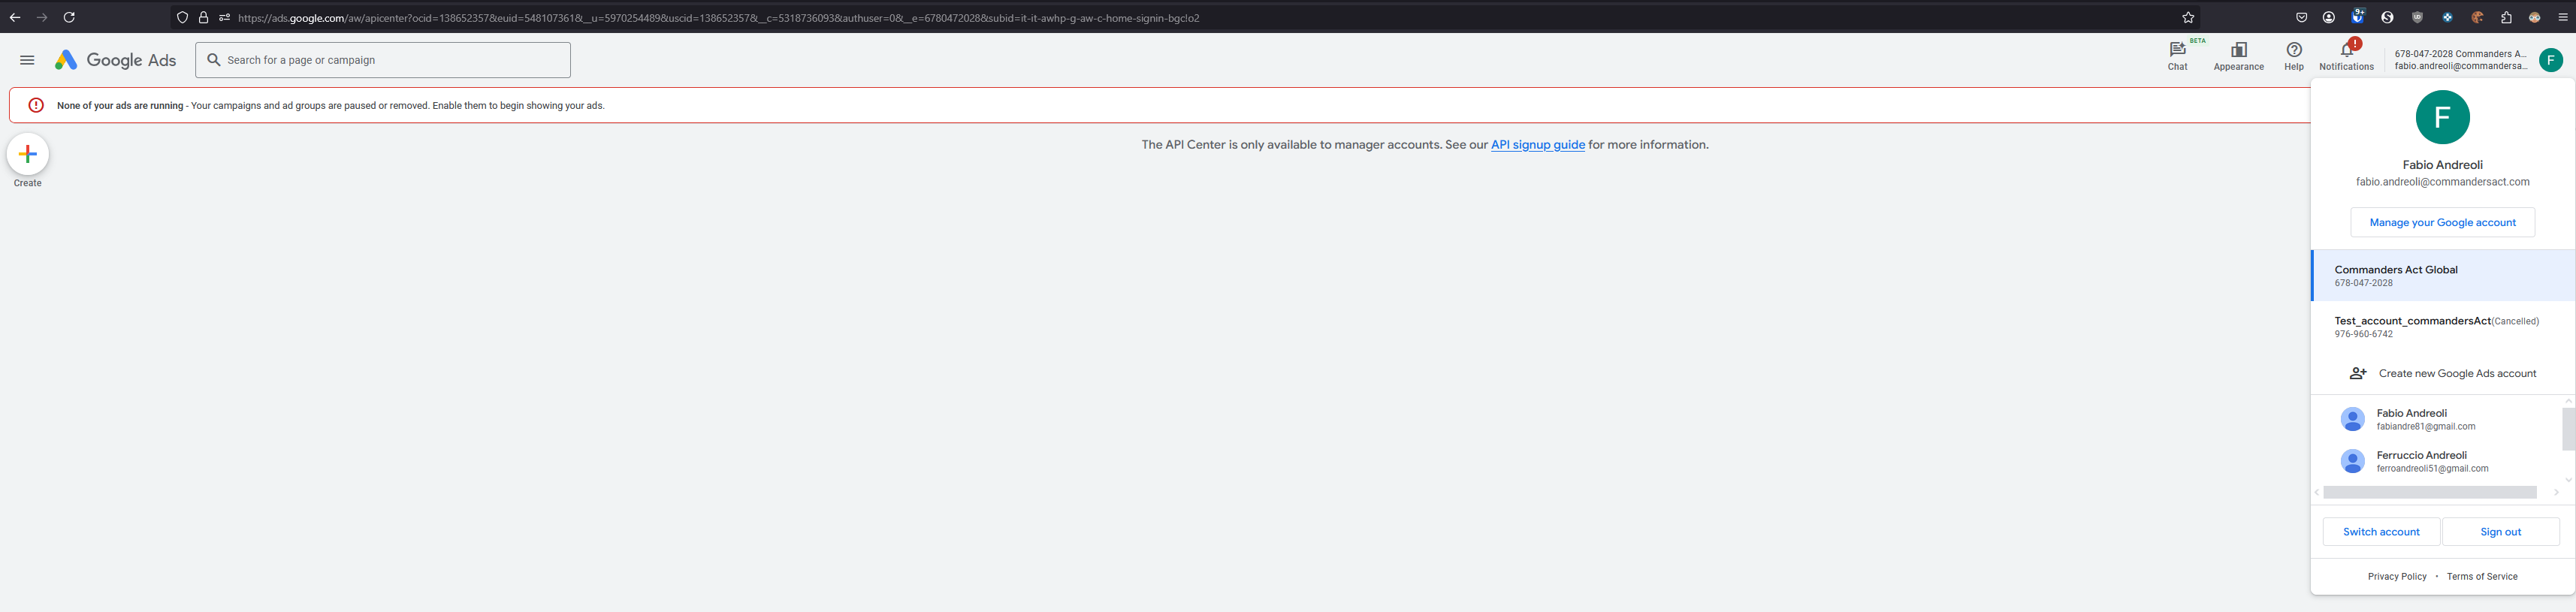 https://ads.google.com/aw/apicenter?ocid=138652357&euid=548107361&__u=5970254489&uscid=138652357&__c=5318736093&authuser=0&__e=6780472028&subid=it-it-awhp-g-aw-c-home-signin-bgclo2
9+
Google Ads
Search for a page or campaign
BETA
Chat
Appearance
Help
!
Notifications
678-047-2028 Commanders A...
fabio.andreoli@commandersa...
F
None of your ads are running - Your campaigns and ad groups are paused or removed. Enable them to begin showing your ads.
Create
The API Center is only available to manager accounts. See our API signup guide for more information.
F
Fabio Andreoli
fabio.andreoli@commandersact.com
Manage your Google account
Commanders Act Global
678-047-2028
Test_account_commandersAct(Cancelled)
976-960-6742
Create new Google Ads account
Fabio Andreoli
fabiandre81@gmail.com
Ferruccio Andreoli
ferroandreoli51@gmail.com
Switch account
Sign out
Privacy Policy • Terms of Service